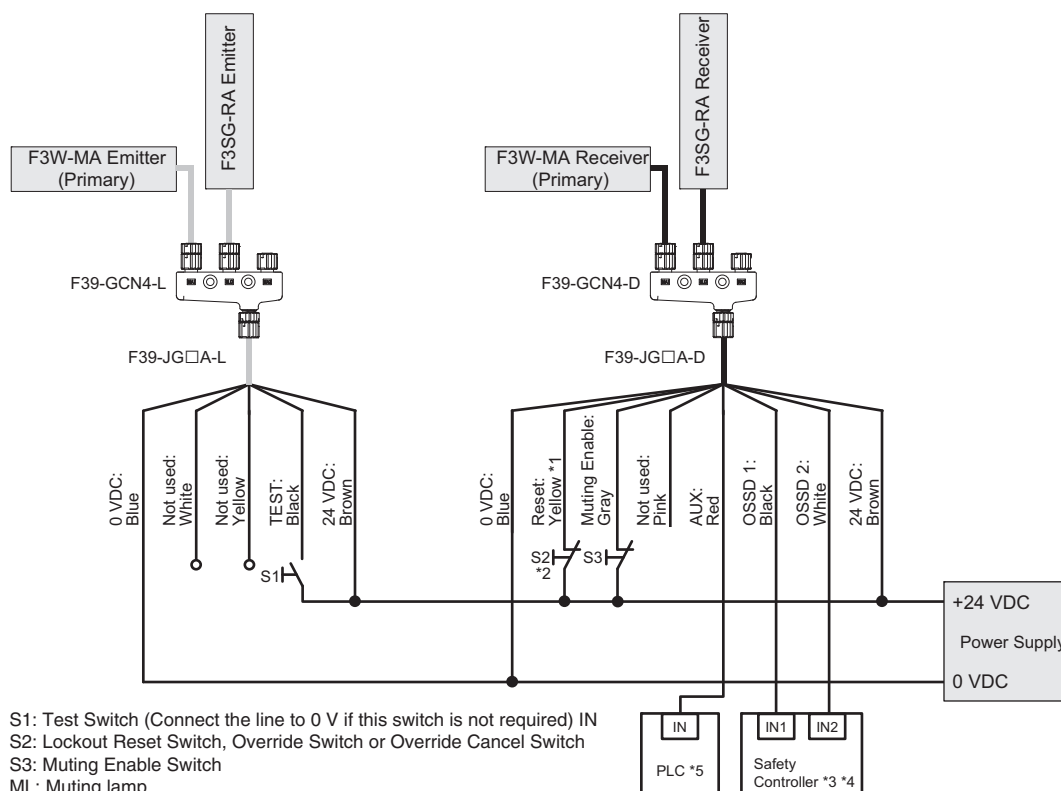 F3SG-RA Emitter
F3SG-RA Receiver
F3W-MA Emitter
(Primary)
F3W-MA Receiver
(Primary)
F39-GCN4-L
F39-GCN4-D
F39-JG□A-L
F39-JG□A-D
0 VDC:
Blue
Not used:
White
Not used:
Yellow
TEST:
Black
24 VDC:
Brown
0 VDC:
Blue
Reset:
Yellow *1
Muting Enable:
Gray
Not used:
Pink
AUX:
Red
OSSD 1:
Black
OSSD 2:
White
24 VDC:
Brown
S1
S2
*2
S3
+24 VDC
Power Supply
0 VDC
S1: Test Switch (Connect the line to 0 V if this switch is not required) IN
S2: Lockout Reset Switch, Override Switch or Override Cancel Switch
S3: Muting Enable Switch
ML: Muting lamp
IN
PLC *5
IN1
IN2
Safety
Controller *3 *4